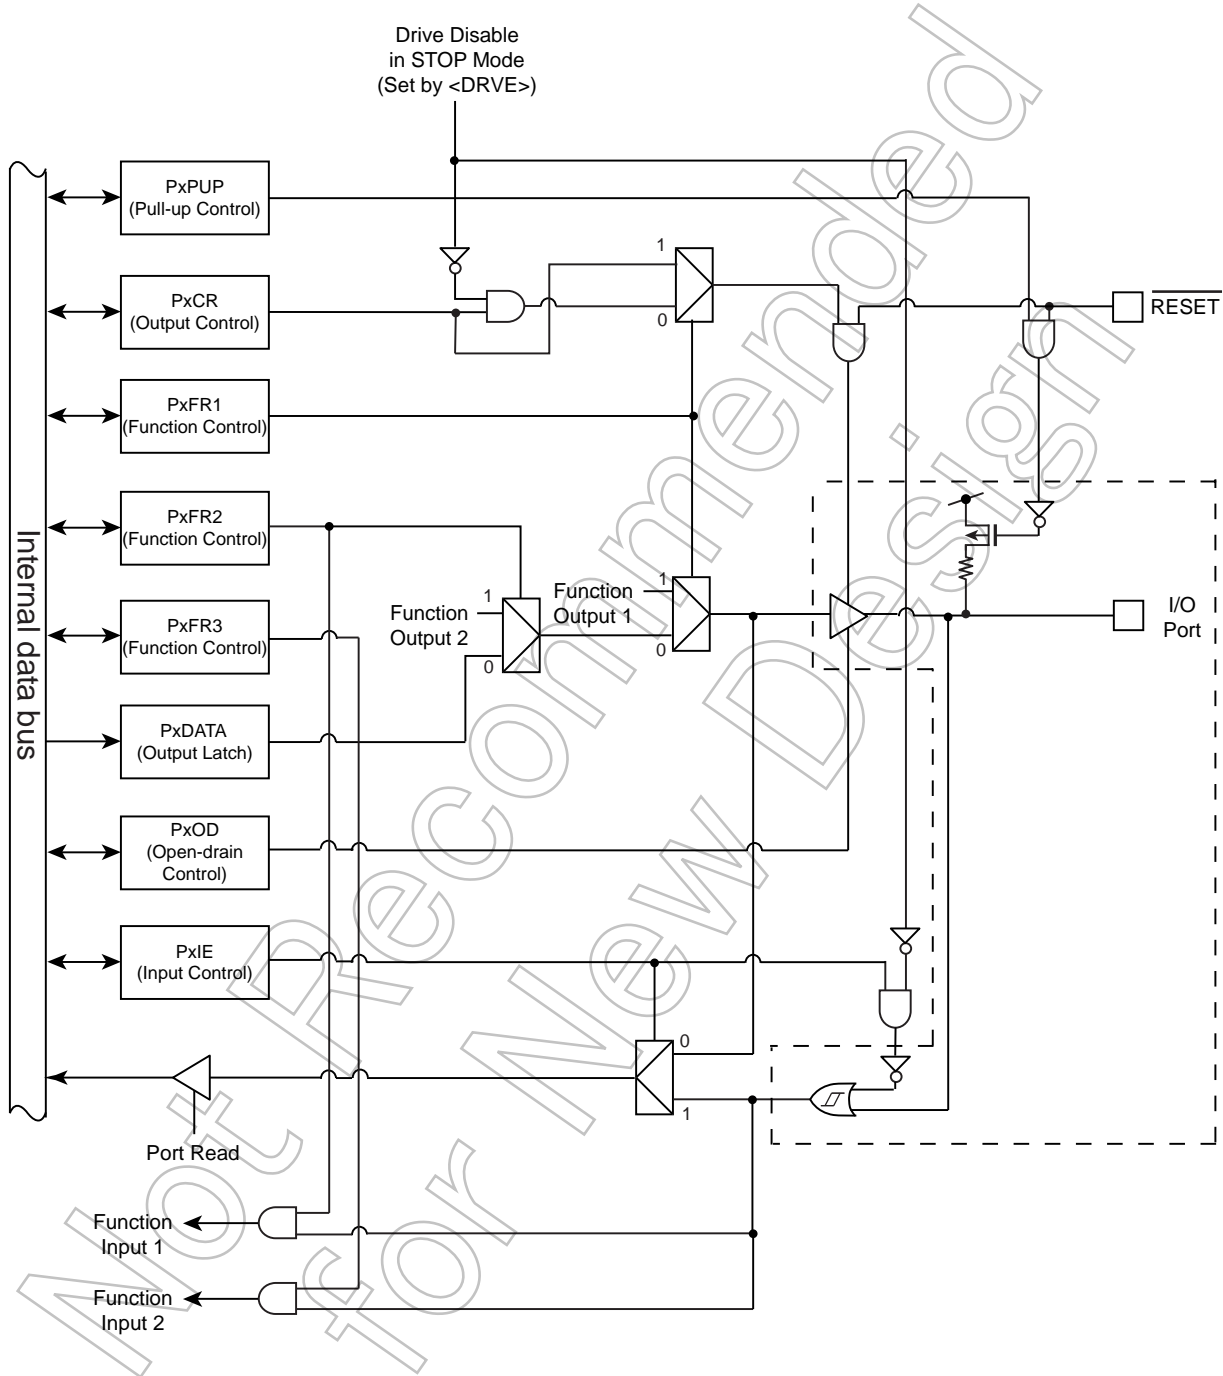 Drive Disable
in STOP Mode
(Set by <DRVE>)
PxPUP
(Pull-up Control)
1
PxCR
(Output Control)
0
RESET
PxFR1
(Function Control)
PxFR2
(Function Control)
Internal data bus
1
Function
Output 2
0
1
Function
Output 1
0
I/O
Port
PxFR3
(Function Control)
PxDATA
(Output Latch)
PxOD
(Open-drain
Control)
PxIE
(Input Control)
0
1
Port Read
Function
Input 1
Function
Input 2
Not Recommended
for New Design